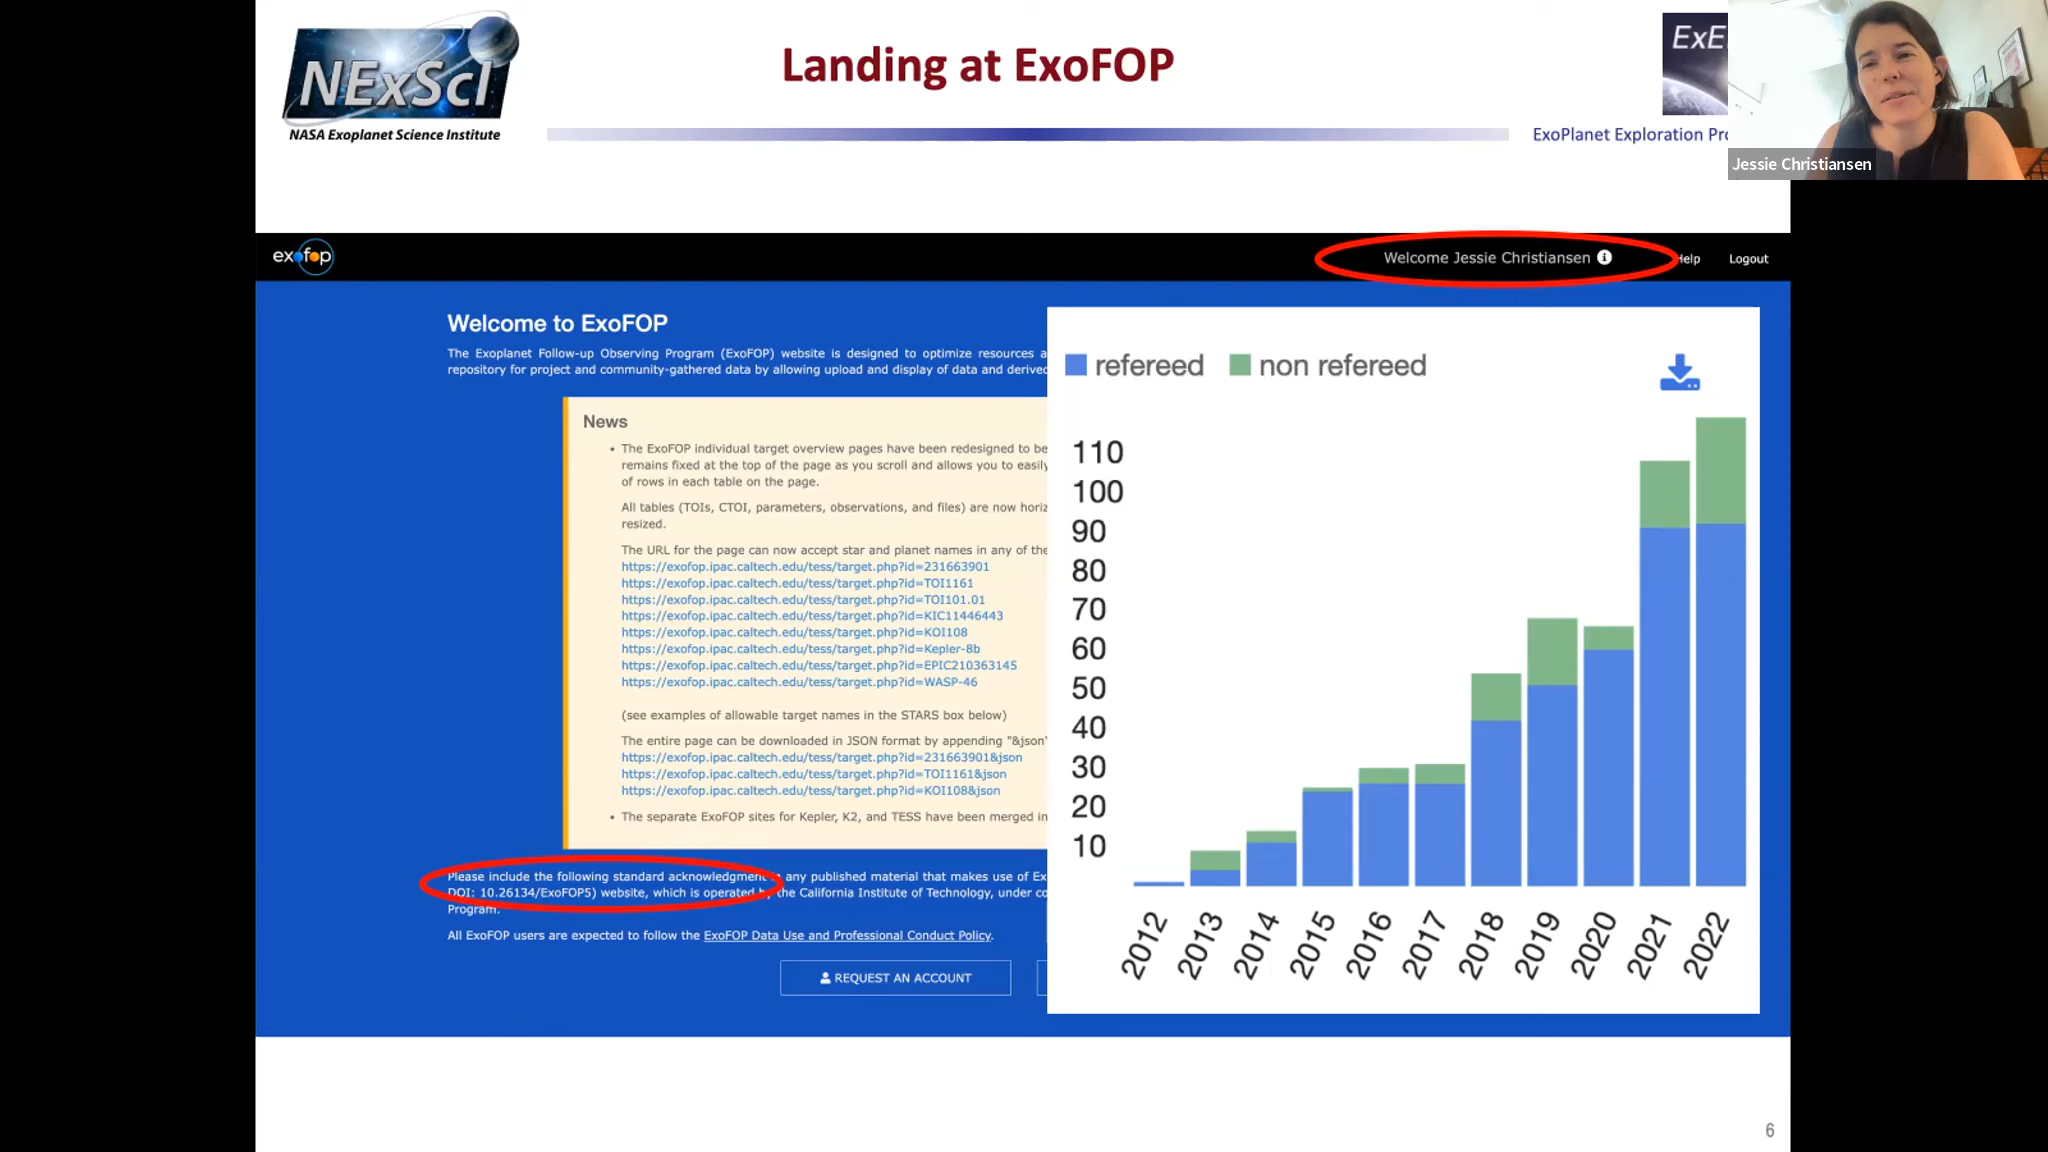 NExScI
NASA Exoplanet Science Institute
Landing at ExoFOP
ExE
ExoPlanet Exploration Pr
Jessie Christiansen
exofop
Welcome Jessie Christiansen
Help
Logout
Welcome to ExoFOP
The Exoplanet Follow-up Observing Program (ExoFOP) website is designed to optimize resources a
repository for project and community-gathered data by allowing upload and display of data and derived
News
• The ExoFOP individual target overview pages have been redesigned to be
remains fixed at the top of the page as you scroll and allows you to easily
of rows in each table on the page.
All tables (TOIs, CTOI, parameters, observations, and files) are now horiz
resized.
The URL for the page can now accept star and planet names in any of the
https://exofop.ipac.caltech.edu/tess/target.php?id=231663901
https://exofop.ipac.caltech.edu/tess/target.php?id=TOI1161
https://exofop.ipac.caltech.edu/tess/target.php?id=TOI101.01
https://exofop.ipac.caltech.edu/tess/target.php?id=KIC11446443
https://exofop.ipac.caltech.edu/tess/target.php?id=KOI108
https://exofop.ipac.caltech.edu/tess/target.php?id=Kepler-8b
https://exofop.ipac.caltech.edu/tess/target.php?id=EPIC210363145
https://exofop.ipac.caltech.edu/tess/target.php?id=WASP-46
(see examples of allowable target names in the STARS box below)
The entire page can be downloaded in JSON format by appending "&json"
https://exofop.ipac.caltech.edu/tess/target.php?id=231663901&json
https://exofop.ipac.caltech.edu/tess/target.php?id=TOI1161&json
https://exofop.ipac.caltech.edu/tess/target.php?id=KOI108&json
• The separate ExoFOP sites for Kepler, K2, and TESS have been merged in
Please include the following standard acknowledgment any published material that makes use of Ex
DOI: 10.26134/ExoFOP5) website, which is operated the California Institute of Technology, under co
Program.
All ExoFOP users are expected to follow the ExoFOP Data Use and Professional Conduct Policy.
REQUEST AN ACCOUNT
refereed
non refereed
110
100
90
80
70
60
50
40
30
20
10
2012
2013
2014
2015
2016
2017
2018
2019
2020
2021
2022
6